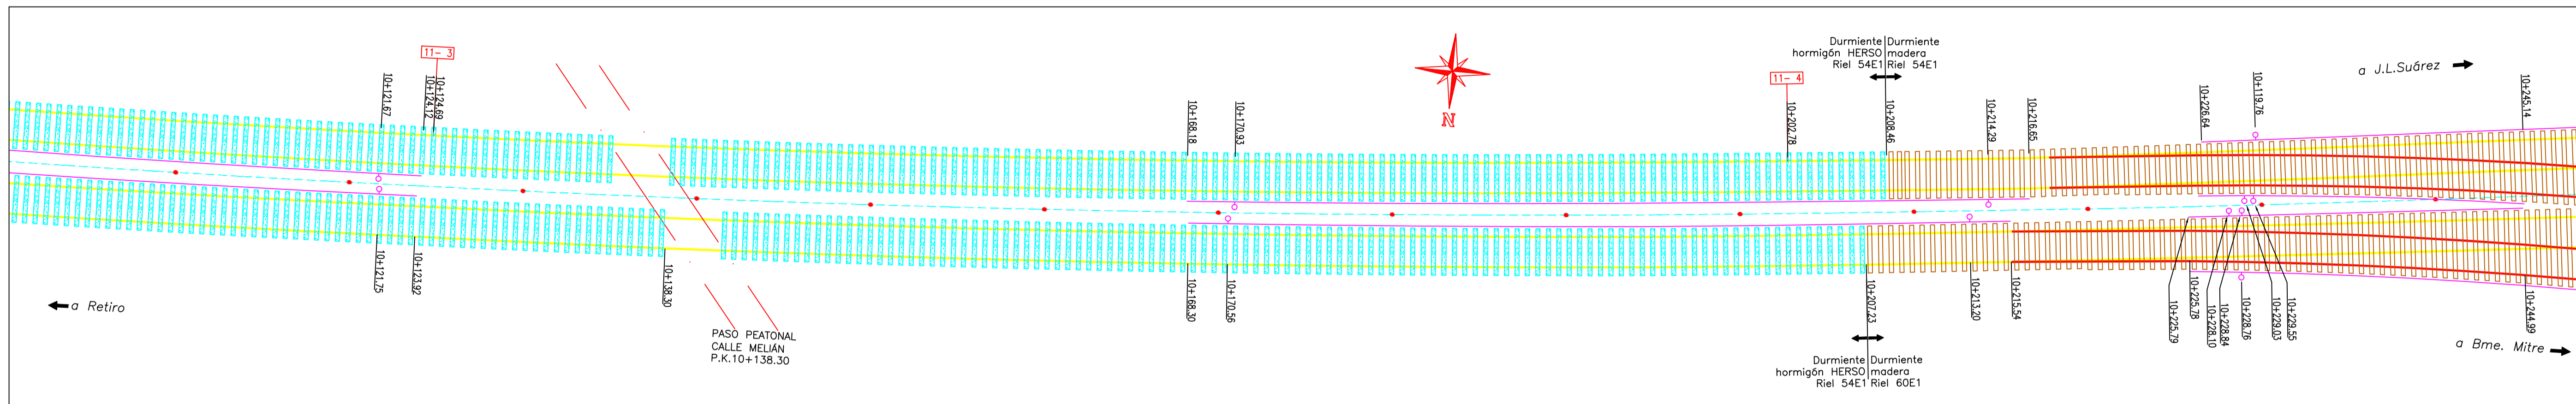 11- 3
10+121.67
10+124.12
10+124.69
10+168.18
10+170.93
N
11- 4
10+202.78
Durmiente Durmiente
hormigón HERSO madera
Riel 54E1 Riel 54E1
10+208.46
10+214.29
10+216.65
10+226.64
10+119.76
a J.L.Suárez
10+245.14
a Retiro
10+121.75
10+123.92
10+138.30
PASO PEATONAL
CALLE MELIÁN
P.K.10+138.30
10+168.30
10+170.56
10+207.23
Durmiente Durmiente
hormigón HERSO madera
Riel 54E1 Riel 60E1
10+213.20
10+215.54
10+225.79
10+225.78
10+228.10
10+228.84
10+228.76
10+229.03
10+229.55
10+244.99
a Bme. Mitre